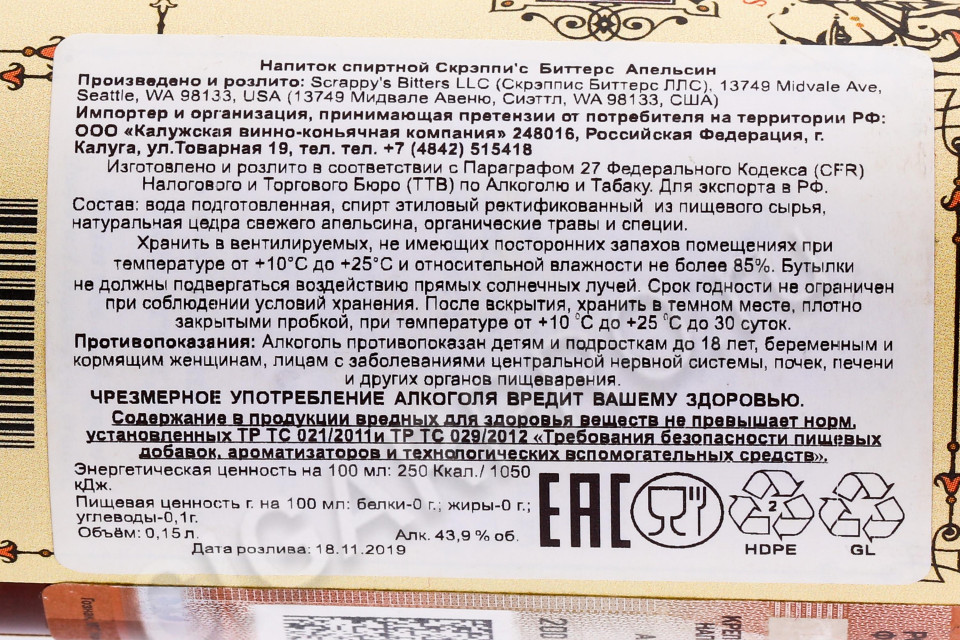 Напиток спиртной Скрэппи'с Биттерс Апельсин
Произведено и розлито: Scrappy's Bitters LLC (Скрэппис Биттерс ЛЛС), 13749 Midvale Ave,
Seattle, WA 98133, USA (13749 Мидвале Авеню, Сиэттл, WA 98133, США)
Импортер и организация, принимающая претензии от потребителя на территории РФ:
ООО «Калужская винно-коньячная компания» 248016, Российская Федерация, г.
Калуга, ул.Товарная 19, тел. тел. +7 (4842) 515418
Изготовлено и розлито в соответствии с Параграфом 27 Федерального Кодекса (CFR)
Налогового и Торгового Бюро (TTB) по Алкоголю и Табаку. Для экспорта в РФ.
Состав: вода подготовленная, спирт этиловый ректификованный из пищевого сырья,
натуральная цедра свежего апельсина, органические травы и специи.
Хранить в вентилируемых, не имеющих посторонних запахов помещениях при
температуре от +10°С до +25°С и относительной влажности не более 85%. Бутылки
не должны подвергаться воздействию прямых солнечных лучей. Срок годности не ограничен
при соблюдении условий хранения. После вскрытия, хранить в темном месте, плотно
закрытыми пробкой, при температуре от +10 °С до +25 °С до 30 суток.
Противопоказания: Алкоголь противопоказан детям и подросткам до 18 лет, беременным и
кормящим женщинам, лицам с заболеваниями центральной нервной системы, почек, печени
и других органов пищеварения.
ЧРЕЗМЕРНОЕ УПОТРЕБЛЕНИЕ АЛКОГОЛЯ ВРЕДИТ ВАШЕМУ ЗДОРОВЬЮ.
Содержание в продукции вредных для здоровья веществ не превышает норм,
установленных ТР ТС 021/2011и ТР ТС 029/2012 «Требования безопасности пищевых
добавок, ароматизаторов и технологических вспомогательных средств».
Энергетическая ценность на 100 мл: 250 Ккал./ 1050
кДж.
Пищевая ценность г. на 100 мл: белки-0 г.; жиры-0 г.;
углеводы-0,1г.
Объём: 0,15л. Алк. 43,9 % об.
Дата розлива: 18.11.2019
ЕАС
2
HDPE
GL